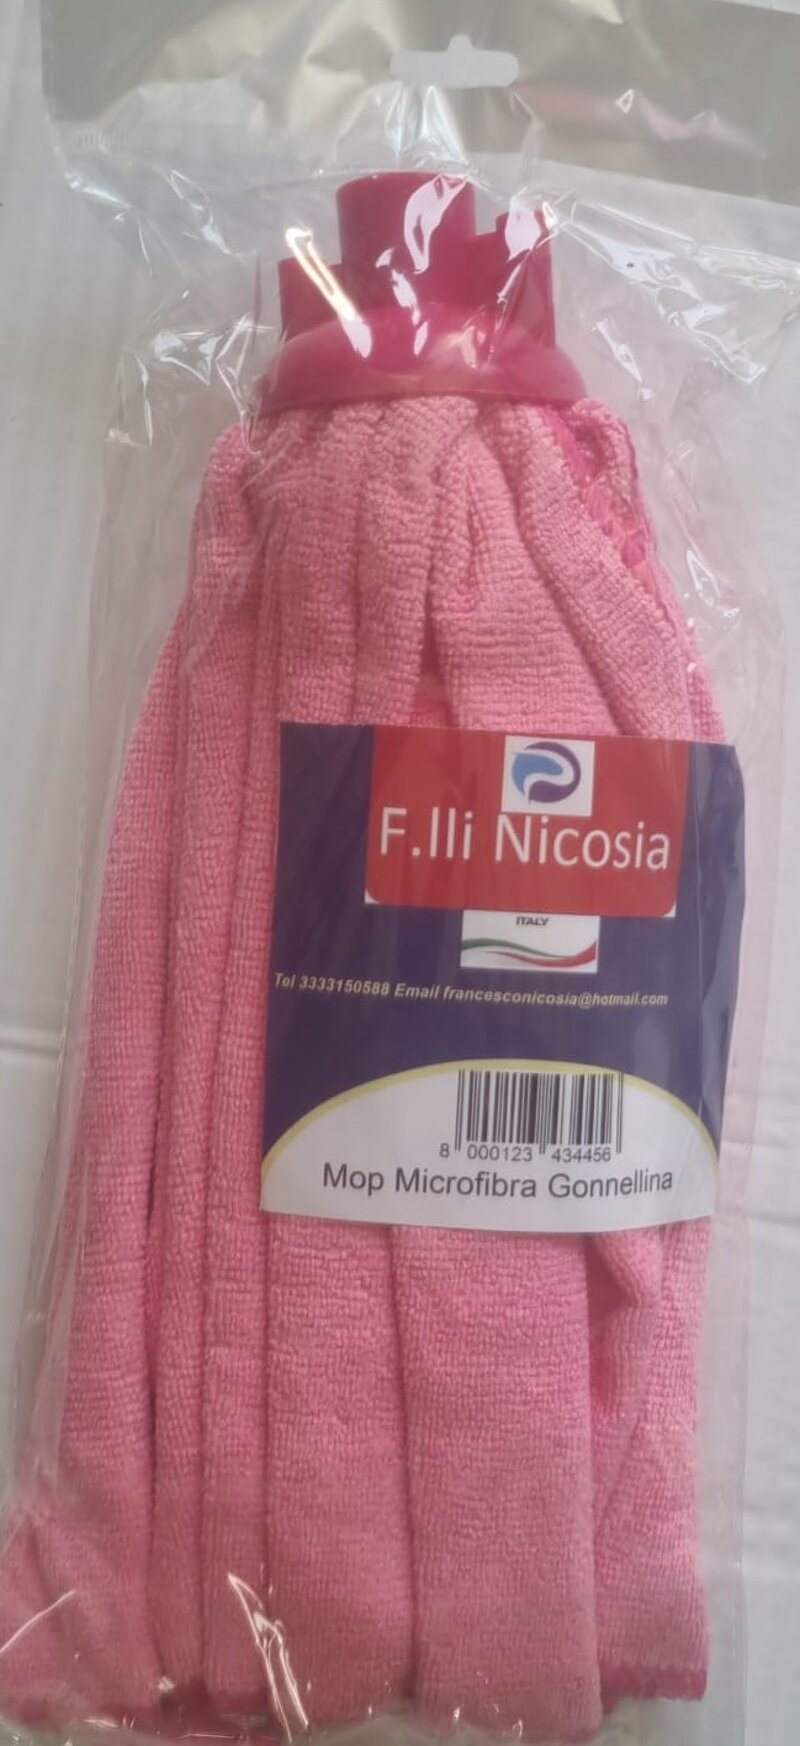 F.lli Nicosia
ITALY
Tel 3333150588 Email francesconicosia@hotmail.com
8 000123 434456
Mop Microfibra Gonnellina